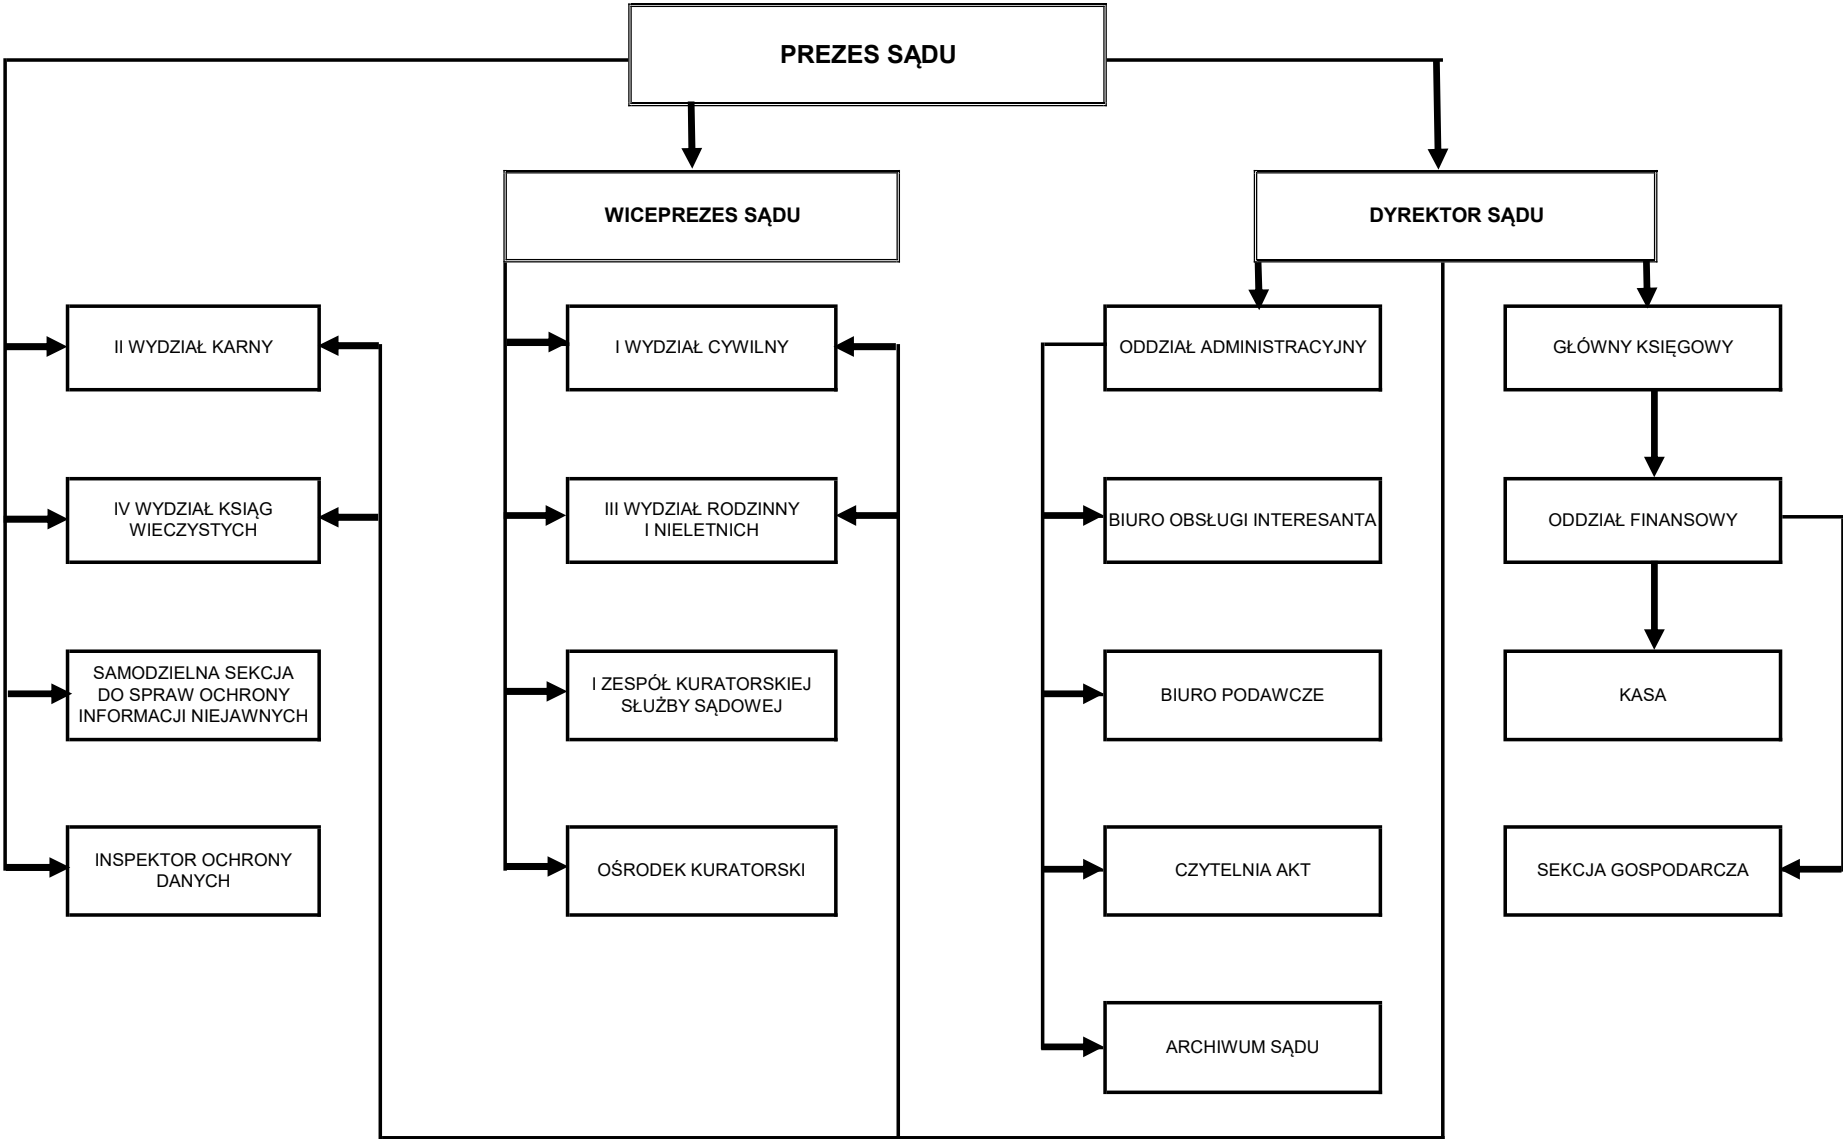 PREZES SĄDU
WICEPREZES SĄDU
DYREKTOR SĄDU
II WYDZIAŁ KARNY
I WYDZIAŁ CYWILNY
ODDZIAŁ ADMINISTRACYJNY
GŁÓWNY KSIĘGOWY
IV WYDZIAŁ KSIĄG
WIECZYSTYCH
III WYDZIAŁ RODZINNY
I NIELETNICH
BIURO OBSŁUGI INTERESANTA
ODDZIAŁ FINANSOWY
SAMODZIELNA SEKCJA
DO SPRAW OCHRONY
INFORMACJI NIEJAWNYCH
I ZESPÓŁ KURATORSKIEJ
SŁUŻBY SĄDOWEJ
BIURO PODAWCZE
KASA
INSPEKTOR OCHRONY
DANYCH
OŚRODEK KURATORSKI
CZYTELNIA AKT
SEKCJA GOSPODARCZA
ARCHIWUM SĄDU